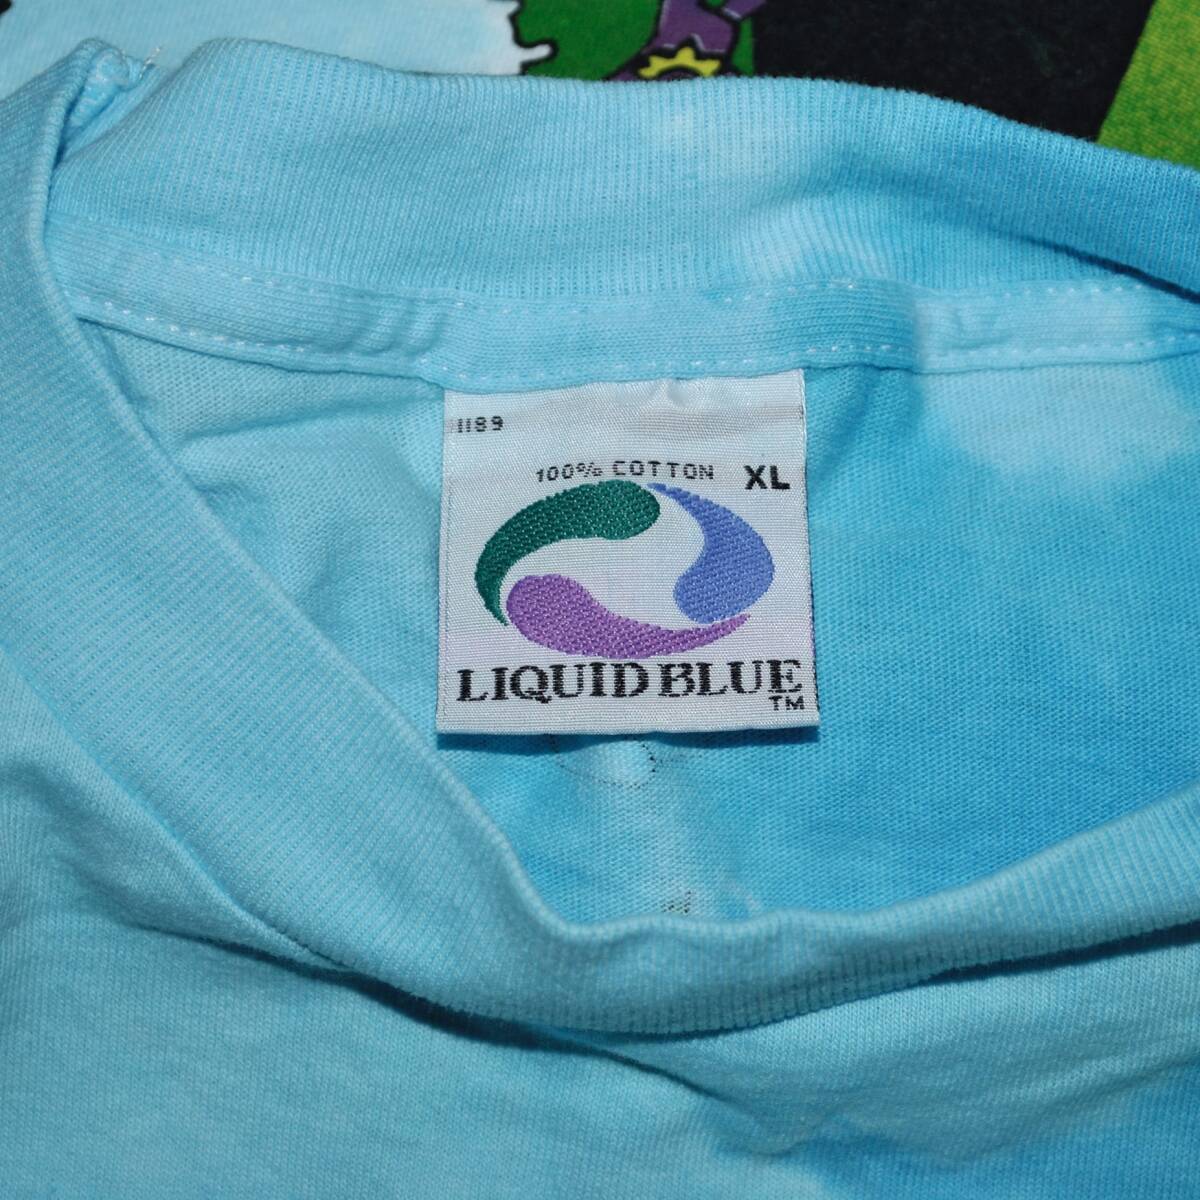 1189
100% COTTON XL
LIQUID BLUE
TM